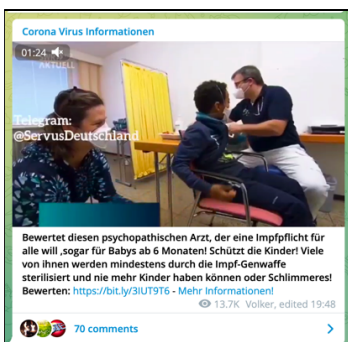 Corona Virus Informationen
01:24
AKTUELL
Telegram:
@ServusDeutschland
Bewertet diesen psychopathischen Arzt, der eine Impfpflicht für
alle will ,sogar für Babys ab 6 Monaten! Schützt die Kinder! Viele
von ihnen werden mindestens durch die Impf-Genwaffe
sterilisiert und nie mehr Kinder haben können oder Schlimmeres!
Bewerten: https://bit.ly/3IUT9T6 - Mehr Informationen!
13.7K Volker, edited 19:48
70 comments